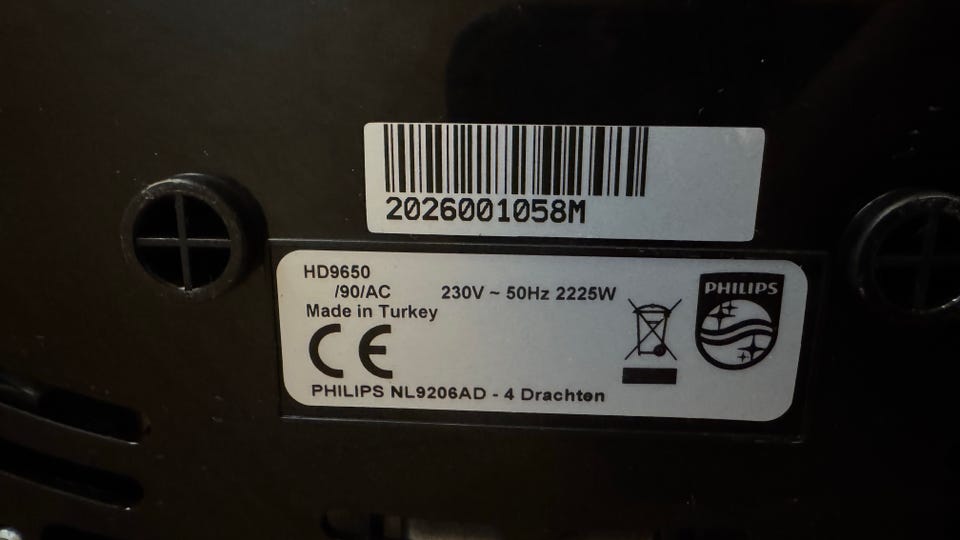 2026001058M
HD9650
/90/AC 230V ~ 50Hz 2225W
Made in Turkey
CE
PHILIPS
PHILIPS NL9206AD - 4 Drachten